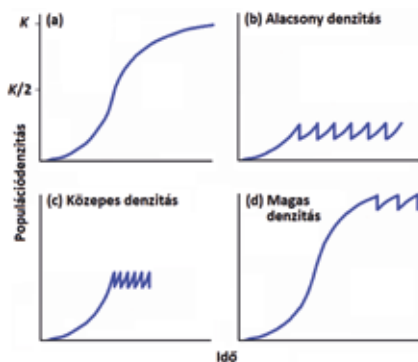 K
K/2
Populációdenzitás
(a)
(b) Alacsony denzitás
(c) Közepes denzitás
(d) Magas
denzitás
Idő